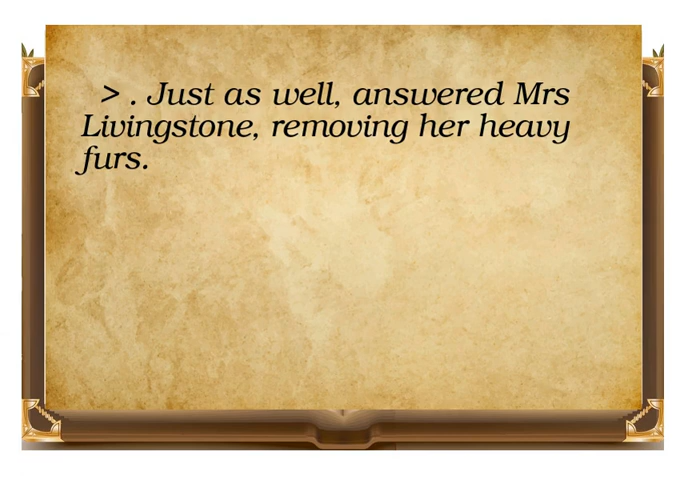 > . Just as well, answered Mrs
Livingstone, removing her heavy
furs.